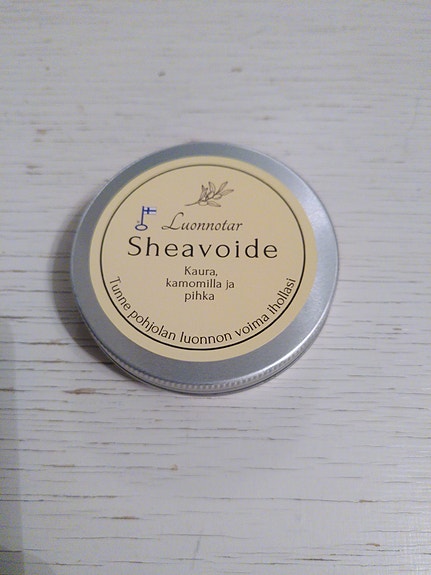 Luonnotar
Sheavoide
Kaura,
kamomilla ja
pihka
Tunne pohjolan luonnon voima ihollasi